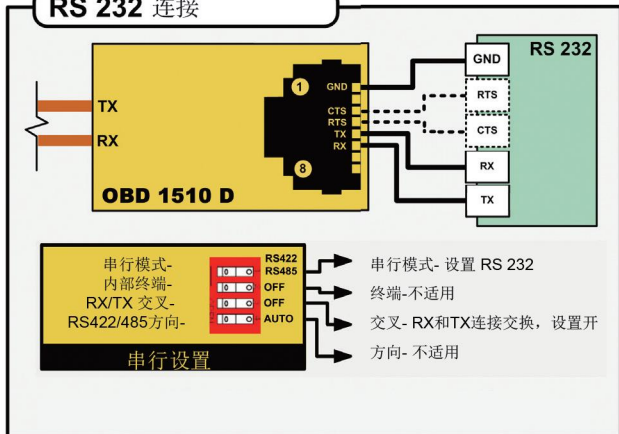 RS 232 连接
RS 232
GND
RTS
CTS
RX
TX
TX
RX
OBD 1510 D
1
GND
CTS
RTS
TX
RX
8
串行模式-
内部终端-
RX/TX 交叉-
RS422/485方向-
RS422
RS485
OFF
OFF
AUTO
串行设置
串行模式- 设置 RS 232
终端-不适用
交叉- RX和TX连接交换，设置开
方向- 不适用